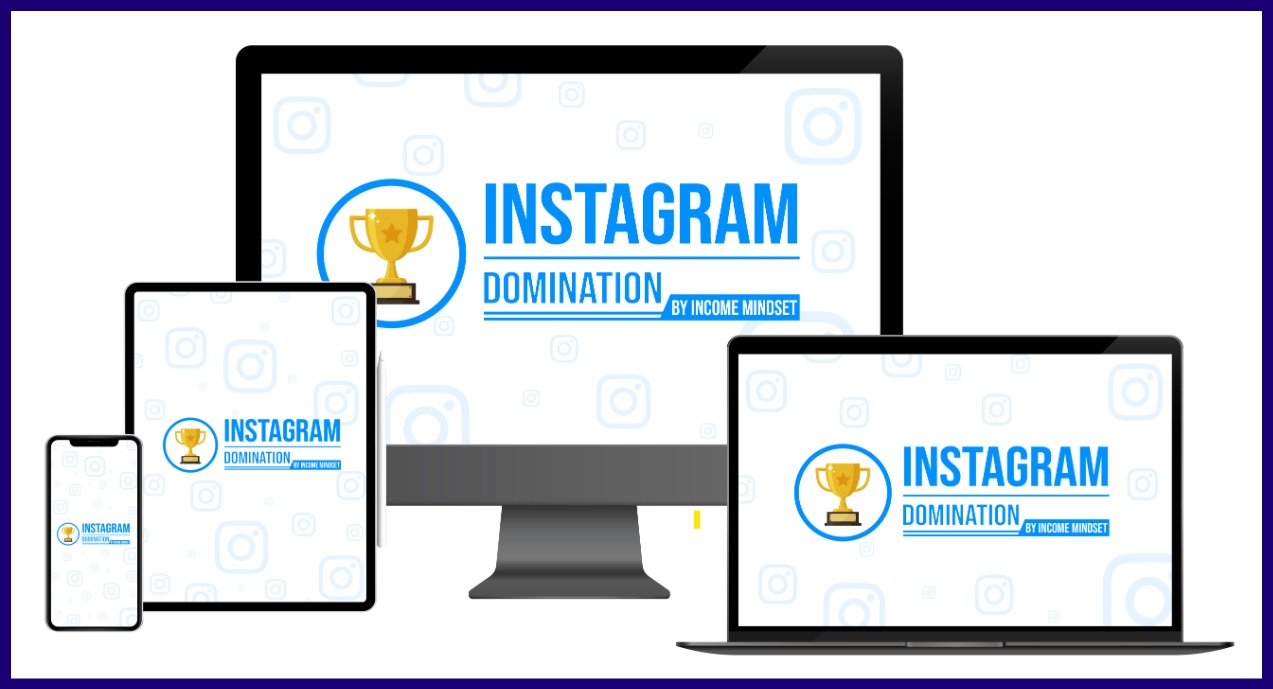 INSTAGRAM
DOMINATION
BY INCOME MINDSET
INSTAGRAM
DOMINATION
BY INCOME MINDSET
INSTAGRAM
DOMINATION
BY INCOME MINDSET
INSTAGRAM
DOMINATION